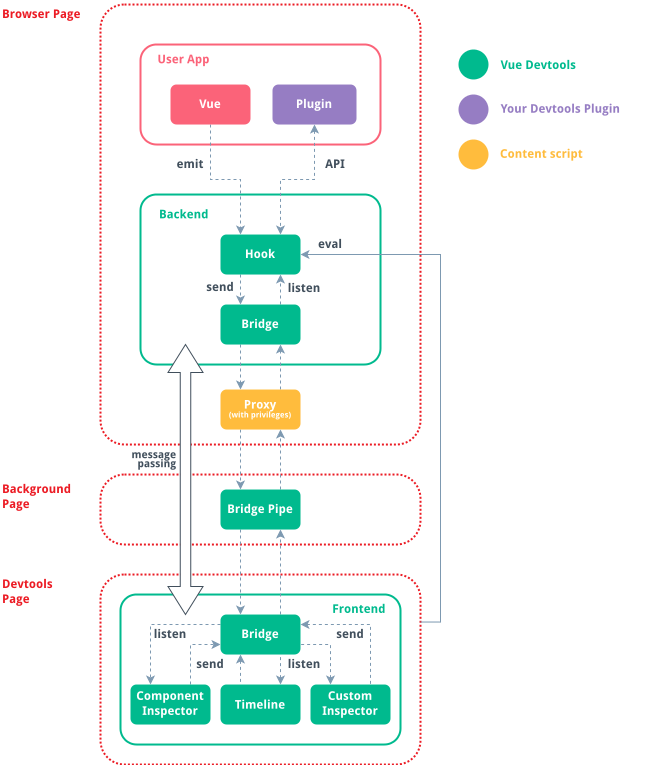 Browser Page
User App
Vue
Plugin
Vue Devtools
Your Devtools Plugin
Content script
emit
API
Backend
Hook
eval
send
listen
Bridge
Proxy
(with privileges)
message
passing
Background
Page
Bridge Pipe
Devtools
Page
Frontend
Bridge
listen
send
send
listen
Component
Inspector
Timeline
Custom
Inspector